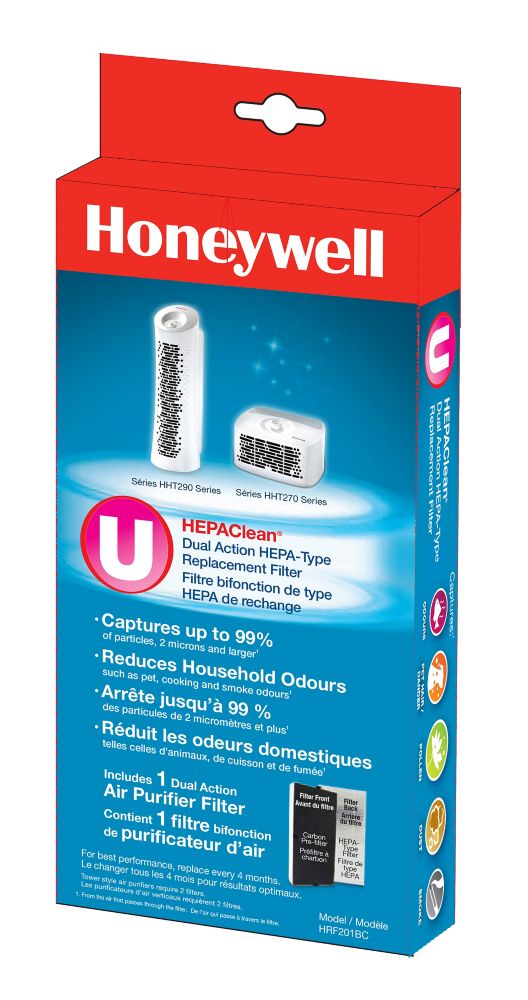 Honeywell
Séries HHT290 Series
Séries HHT270 Series
U
HEPAClean®
Dual Action HEPA-Type
Replacement Filter
Filtre bifonction de type
HEPA de rechange
• Captures up to 99%
of particles, 2 microns and larger¹
• Reduces Household Odours
such as pet, cooking and smoke odours¹
• Arrête jusqu'à 99 %
des particules de 2 micromètres et plus¹
• Réduit les odeurs domestiques
telles celles d'animaux, de cuisson et de fumée¹
Includes 1 Dual Action
Air Purifier Filter
Contient 1 filtre bifonction
de purificateur d'air
Filter Front
Avant du filtre
Carbon
Pre-filter
Préfiltre à
charbon
Filter
Back
Arrière
du filtre
HEPA-
Type
Filter
Filtre de
type
HEPA
For best performance, replace every 4 months.
Le changer tous les 4 mois pour résultats optimaux.
Tower style air purifiers require 2 filters.
Les purificateurs d'air verticaux requièrent 2 filtres.
1. From the air that passes through the filter. De l'air qui passe à travers le filtre.
Model / Modèle
HRF201BC
U
HEPAClean®
Dual Action HEPA-Type
Replacement Filter
Captures¹
ODOURS
PET HAIR /
DANDER
POLLEN
DUST
SMOKE